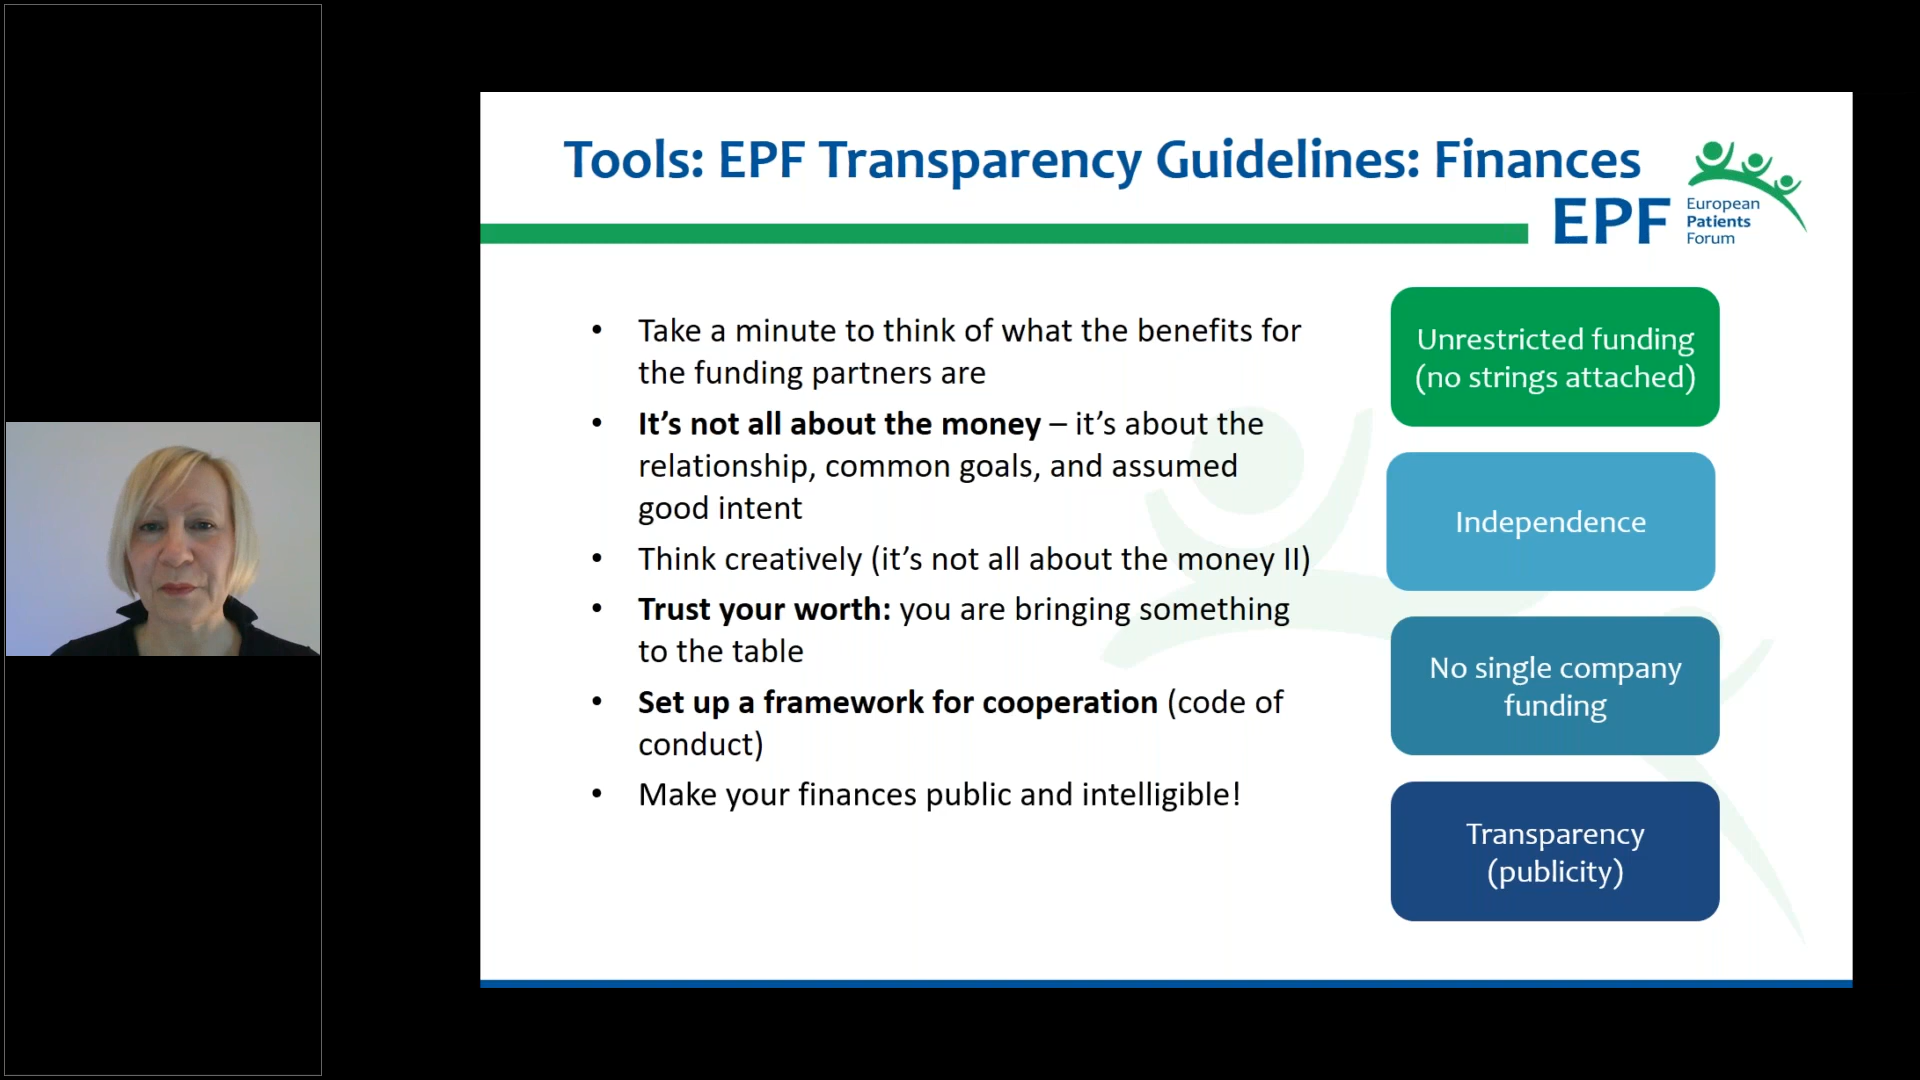 Tools: EPF Transparency Guidelines: Finances
EPF
European
Patients
Forum
• Take a minute to think of what the benefits for
the funding partners are
• It’s not all about the money – it’s about the
relationship, common goals, and assumed
good intent
• Think creatively (it’s not all about the money II)
• Trust your worth: you are bringing something
to the table
• Set up a framework for cooperation (code of
conduct)
• Make your finances public and intelligible!
Unrestricted funding
(no strings attached)
Independence
No single company
funding
Transparency
(publicity)